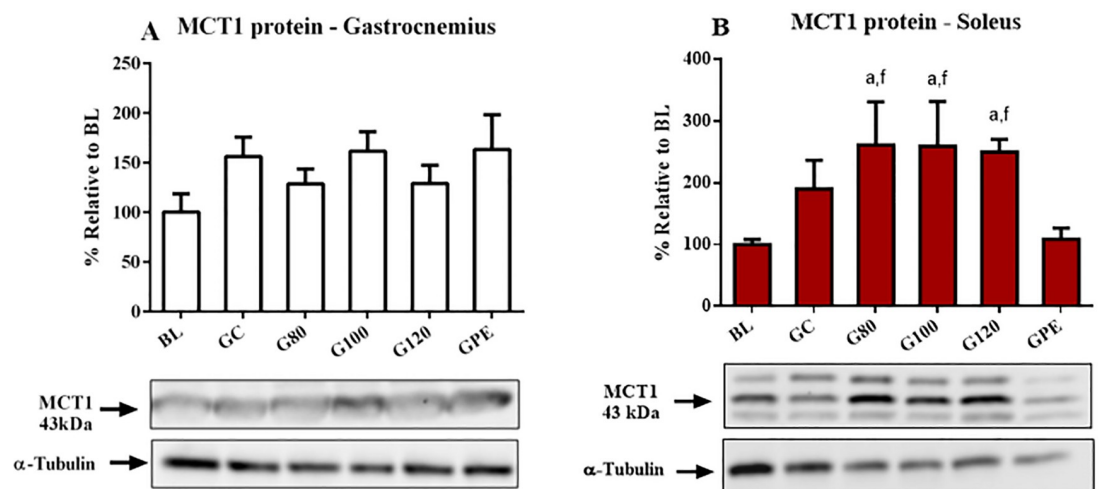 A MCT1 protein - Gastrocnemius
% Relative to BL
250
200
150
100
50
0
BL GC G80 G100 G120 GPE
MCT1
43kDa
α-Tubulin
B MCT1 protein - Soleus
% Relative to BL
400
300
200
100
0
a,f a,f a,f
BL GC G80 G100 G120 GPE
MCT1
43 kDa
α-Tubulin